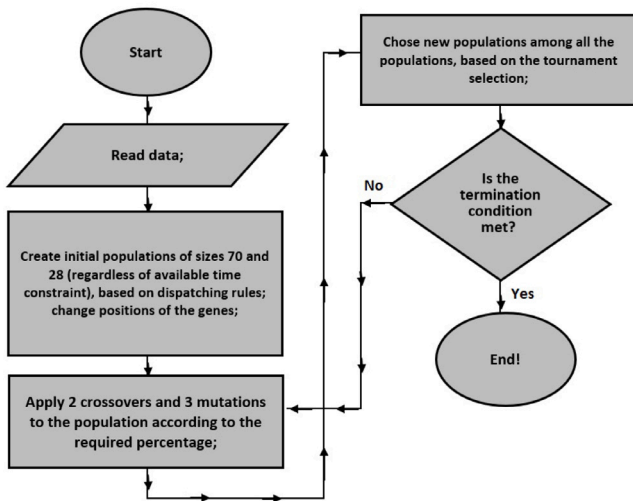 Start
Read data;
Create initial populations of sizes 70 and
28 (regardless of available time
constraint), based on dispatching rules;
change positions of the genes;
Apply 2 crossovers and 3 mutations
to the population according to the
required percentage;
Chose new populations among all the
populations, based on the tournament
selection;
Is the
termination
condition
met?
No
Yes
End!